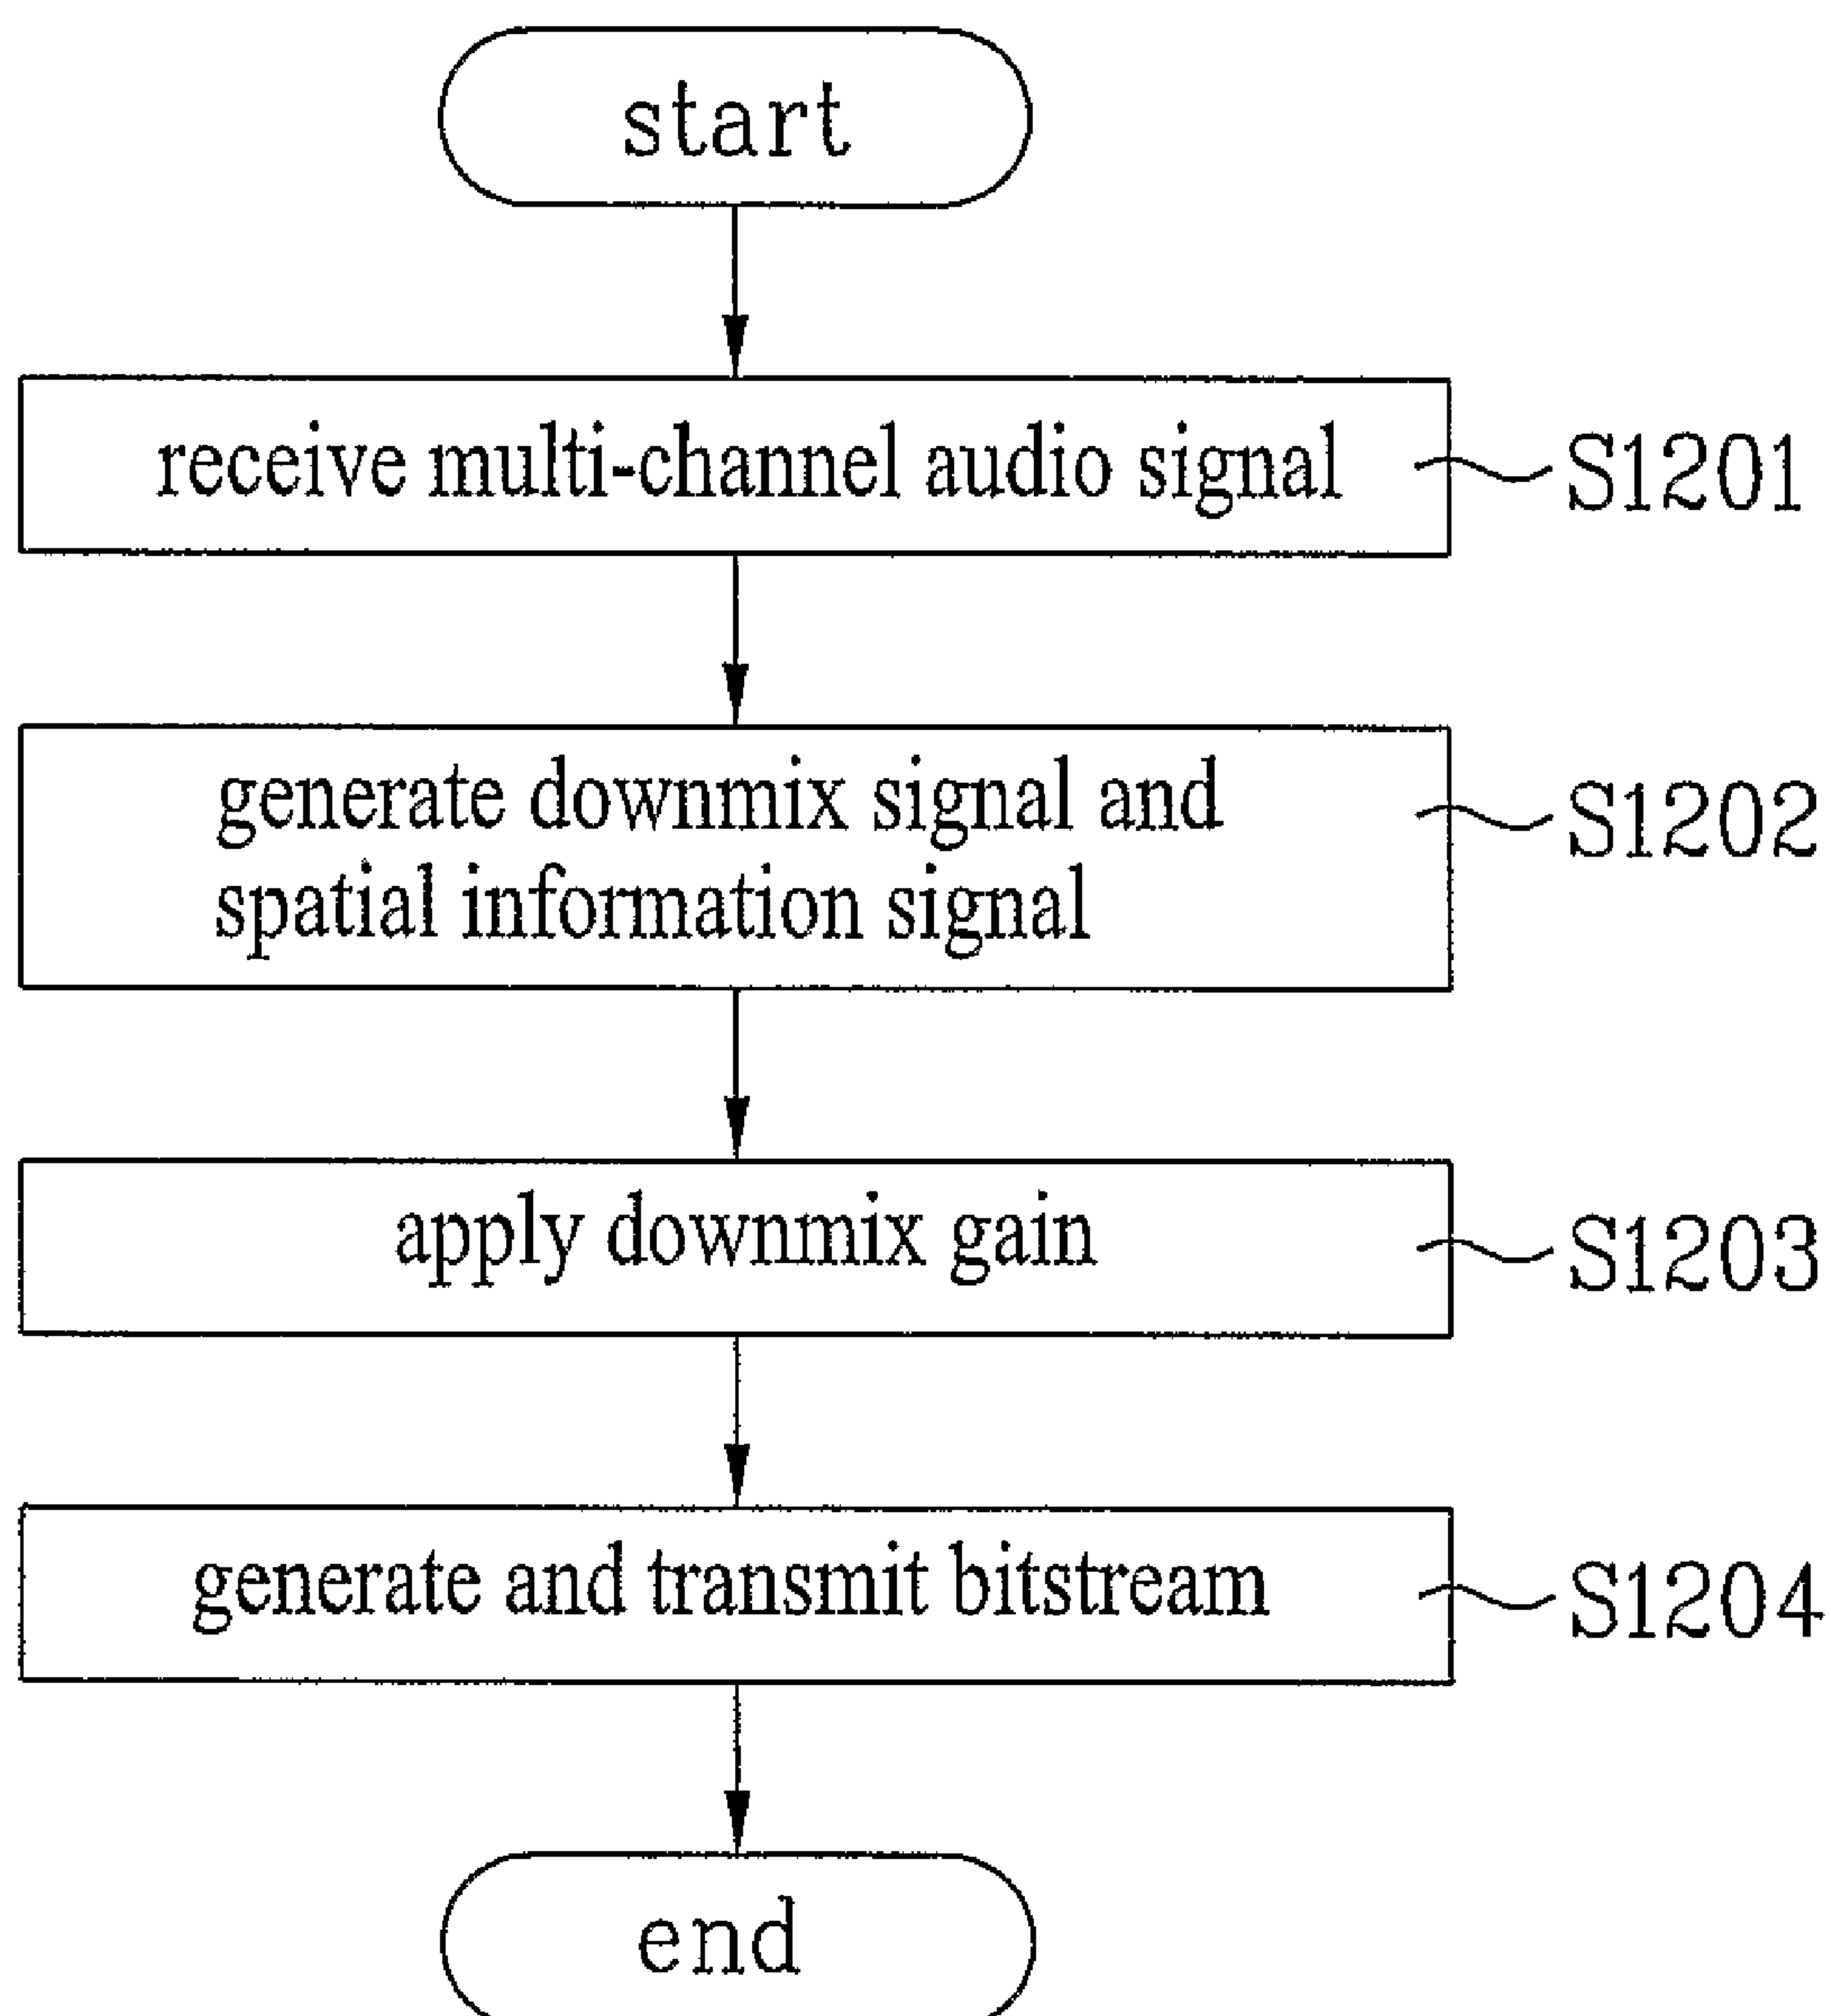 start
receive multi-channel audio signal
S1201
generate downmix signal and
spatial information signal
S1202
apply downmix gain
S1203
generate and transmit bitstream
S1204
end